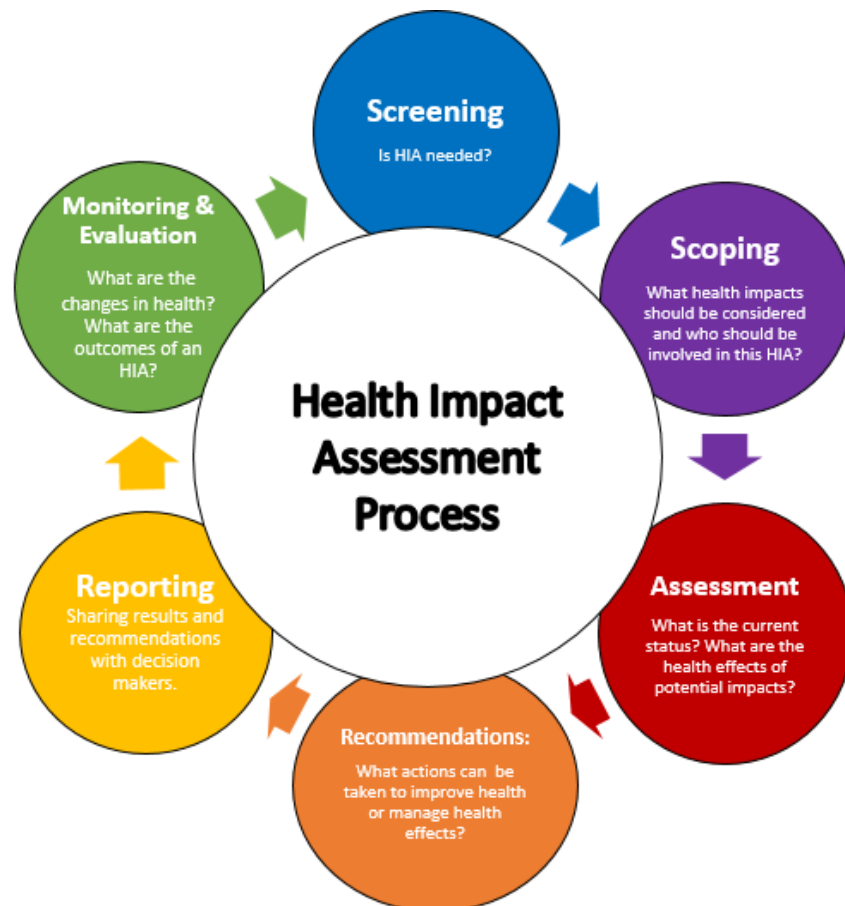 Screening
Is HIA needed?
Scoping
What health impacts
should be considered
and who should be
involved in this HIA?
Assessment
What is the current
status? What are the
health effects of
potential impacts?
Recommendations:
What actions can be
taken to improve health
or manage health
effects?
Reporting
Sharing results and
recommendations
with decision
makers.
Monitoring &
Evaluation
What are the
changes in health?
What are the
outcomes of an
HIA?
Health Impact
Assessment
Process